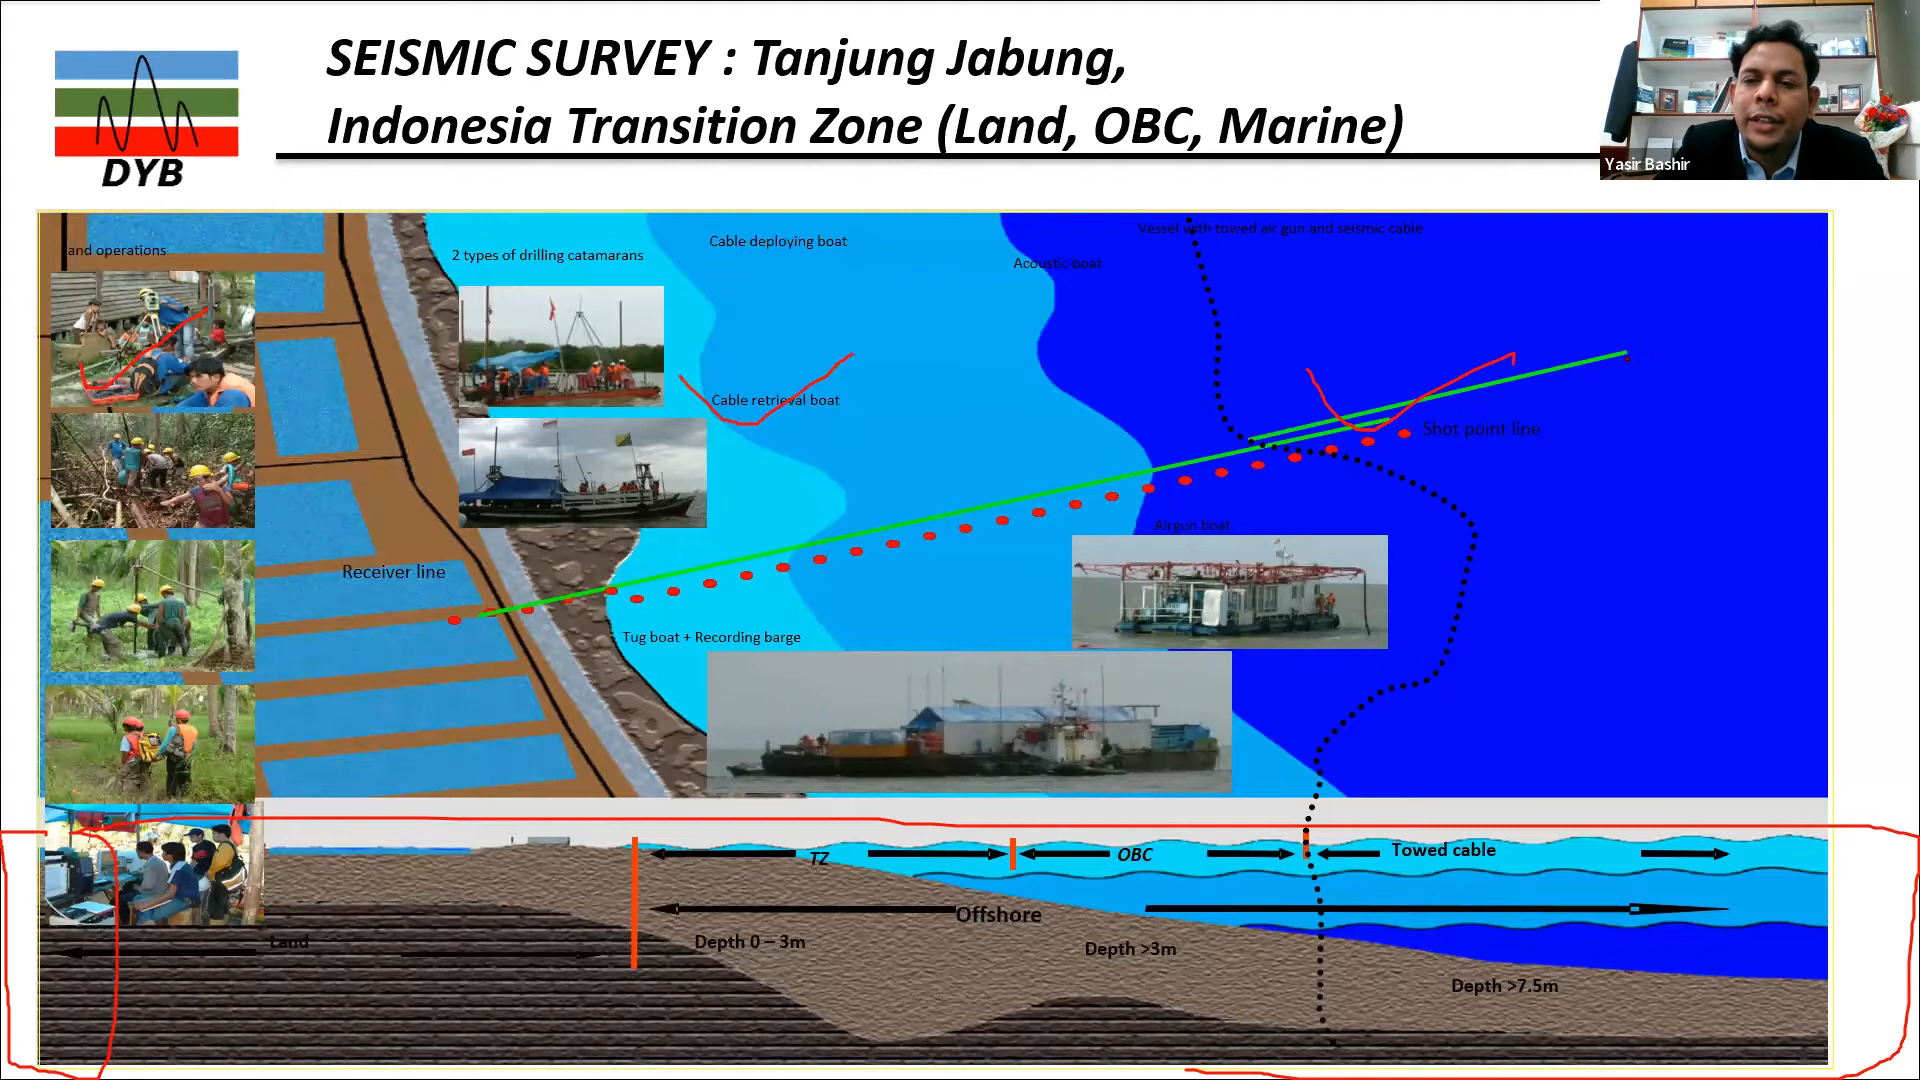 SEISMIC SURVEY : Tanjung Jabung,
Indonesia Transition Zone (Land, OBC, Marine)
DYB
Yasir Bashir
and operations
2 types of drilling catamarans
Cable deploying boat
Acoustic boat
Vessel with towed air gun and seismic cable
Cable retrieval boat
Shot point line
Airgun boat
Receiver line
Tug boat + Recording barge
TZ
OBC
Towed cable
Offshore
Land
Depth 0 – 3m
Depth >3m
Depth >7.5m